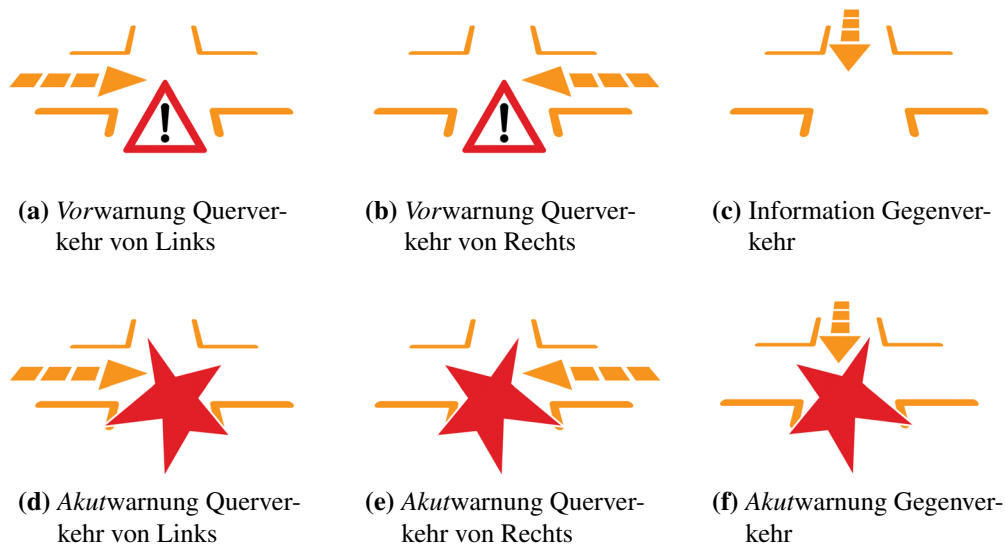 (a) Vorwarnung Querver-
kehr von Links
(b) Vorwarnung Querver-
kehr von Rechts
(c) Information Gegenver-
kehr
(d) Akutwarnung Querver-
kehr von Links
(e) Akutwarnung Querver-
kehr von Rechts
(f) Akutwarnung Gegenver-
kehr